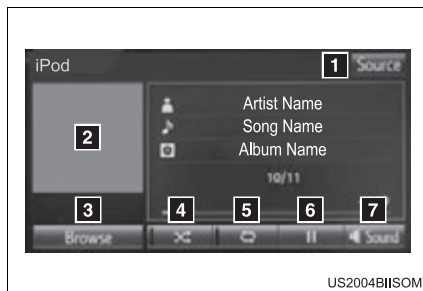 iPod
1 Source
Artist Name
2 Song Name
Album Name
10/11
3 4 5 6 7
Browse Sound
US2004BIISOM